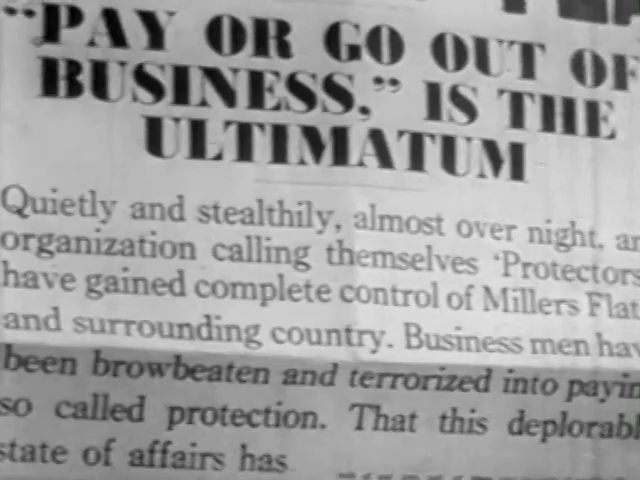 "PAY OR GO OUT OF
BUSINESS," IS THE
ULTIMATUM
Quietly and stealthily, almost over night, an
organization calling themselves 'Protectors
have gained complete control of Millers Flat
and surrounding country. Business men hav
been browbeaten and terrorized into payin
so called protection. That this deplorabl
state of affairs has